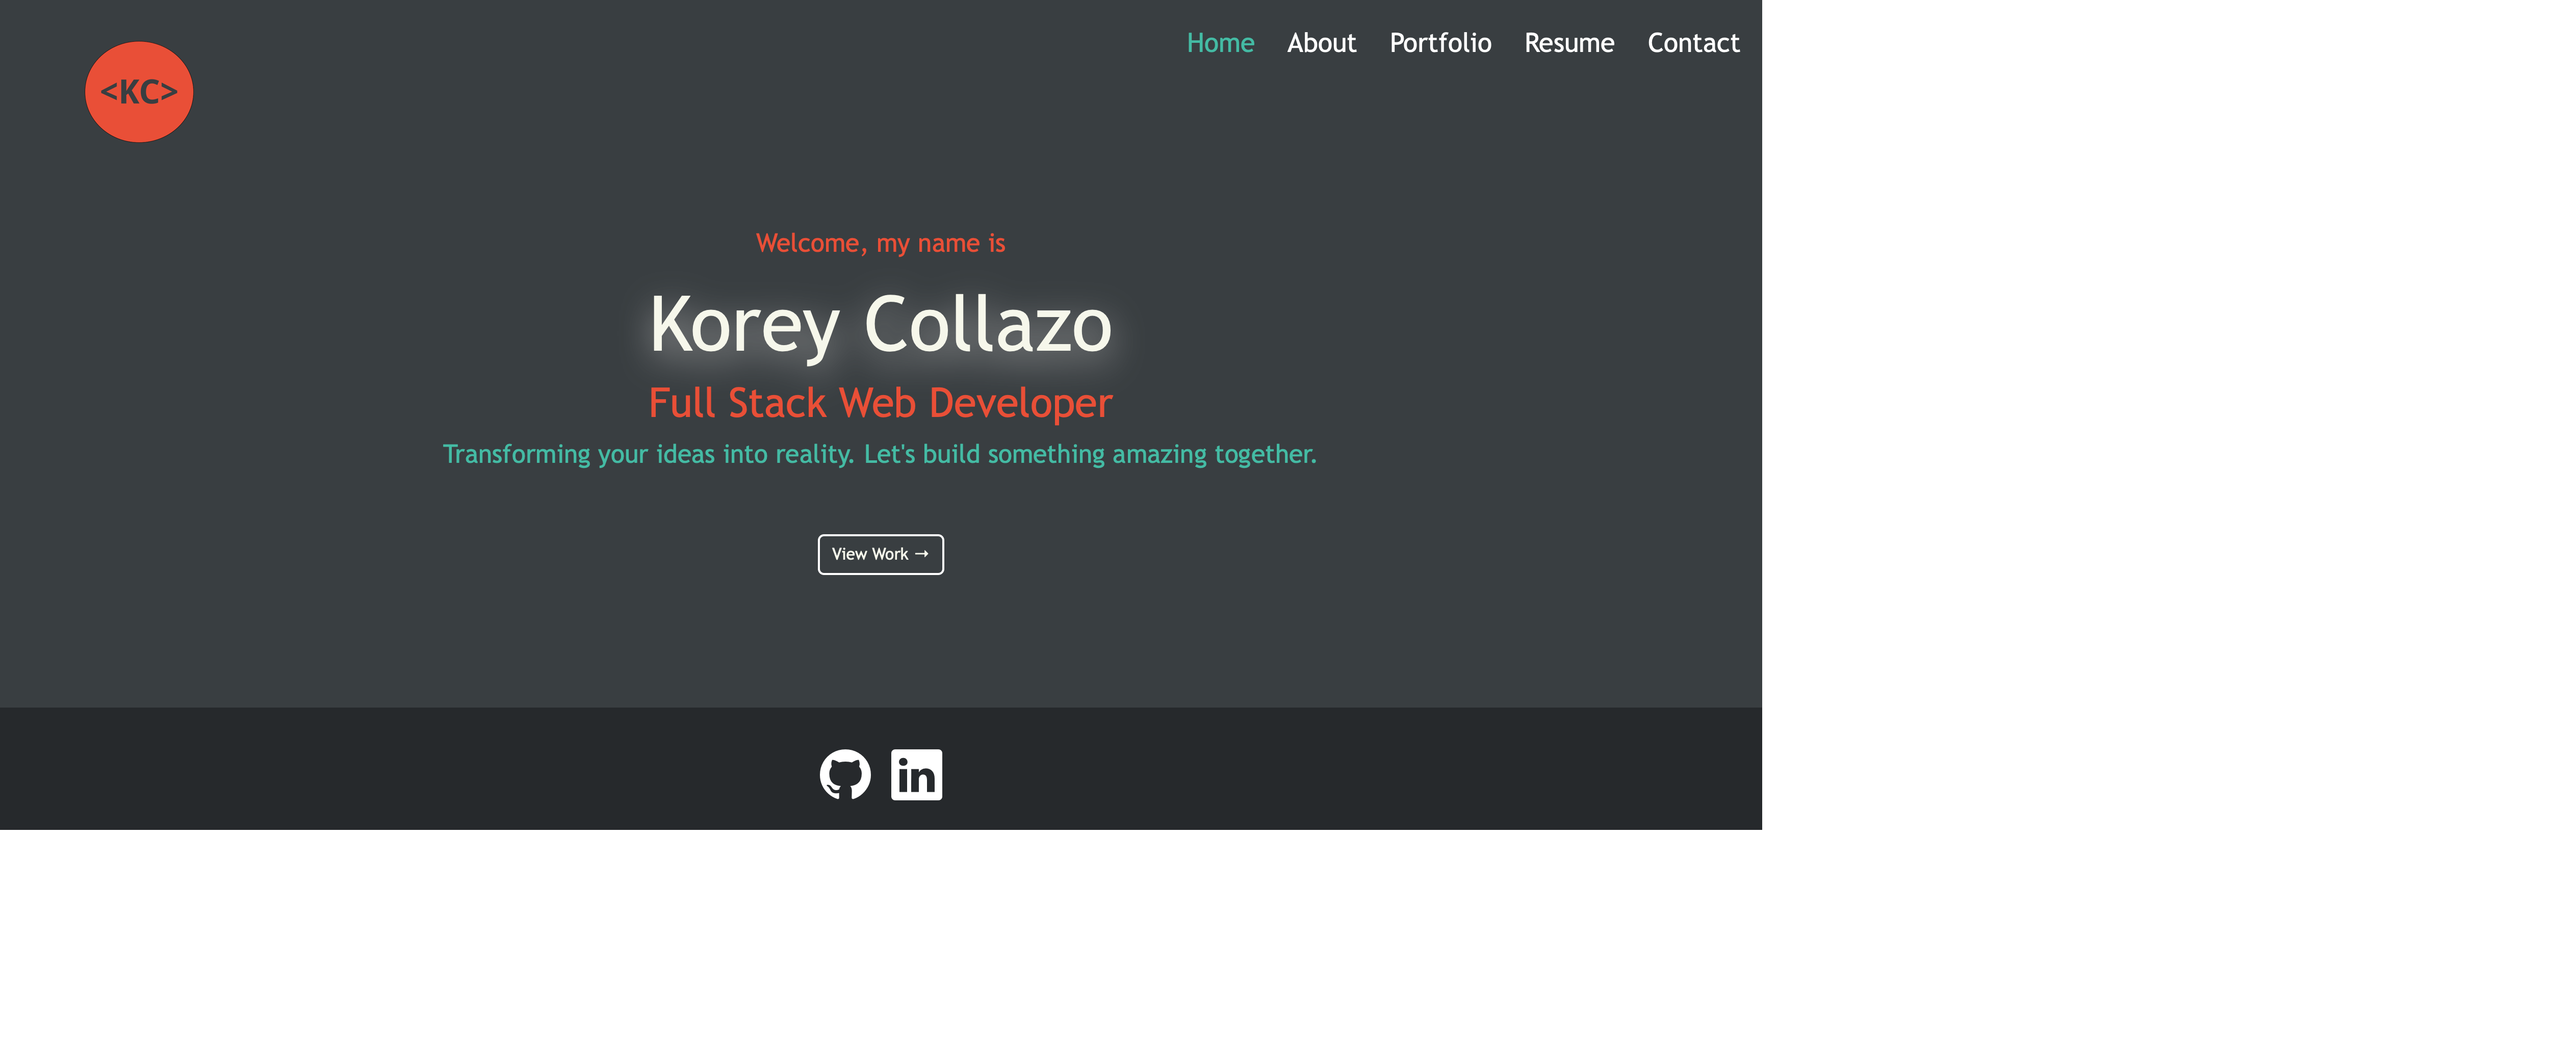 <KC>
Home About Portfolio Resume Contact
Welcome, my name is
Korey Collazo
Full Stack Web Developer
Transforming your ideas into reality. Let's build something amazing together.
View Work →
in